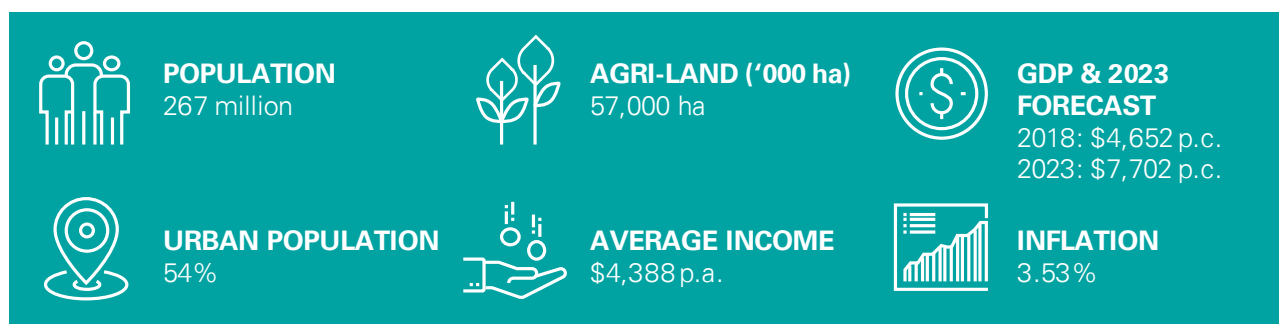 POPULATION
267 million
AGRI-LAND (‘000 ha)
57,000 ha
GDP & 2023
FORECAST
2018: $4,652 p.c.
2023: $7,702 p.c.
URBAN POPULATION
54%
AVERAGE INCOME
$4,388 p.a.
INFLATION
3.53%